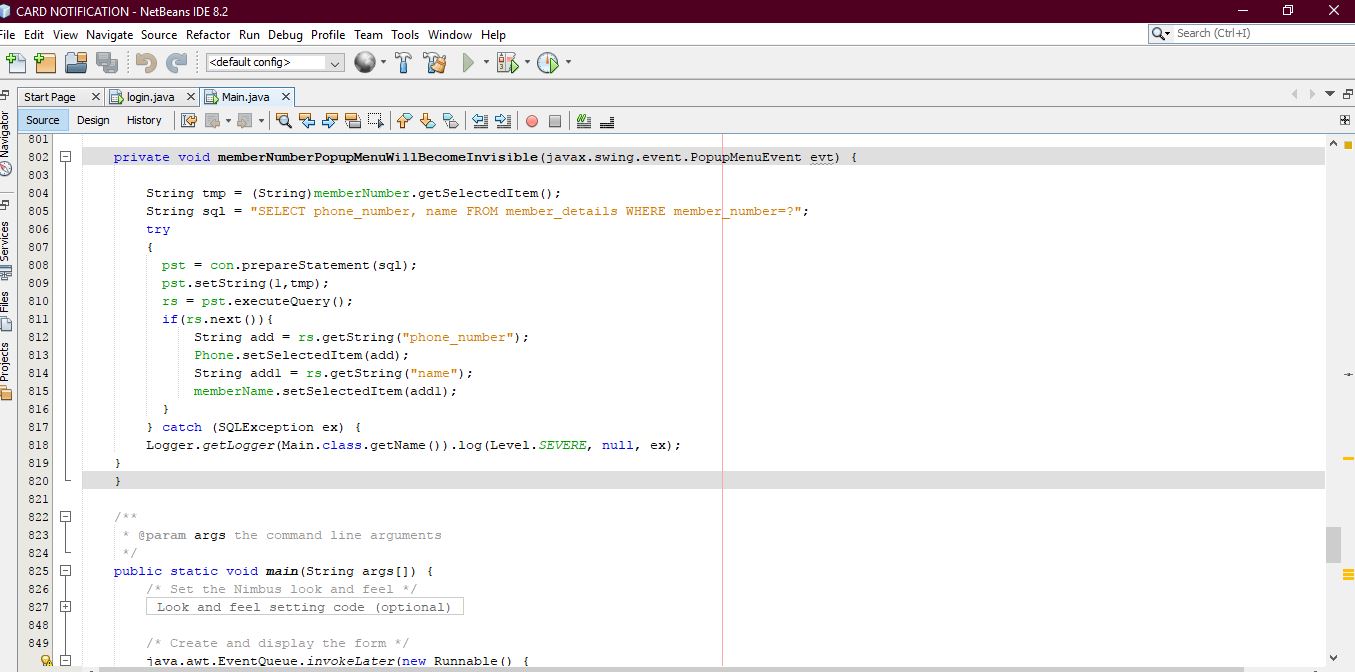 CARD NOTIFICATION - NetBeans IDE 8.2
File Edit View Navigate Source Refactor Run Debug Profile Team Tools Window Help
Search (Ctrl+I)
<default config>
Start Page login.java Main.java
Source Design History
Navigator
Services
Files
Projects
801
802 private void memberNumberPopupMenuWillBecomeInvisible(javax.swing.event.PopupMenuEvent evt) {
803
804 String tmp = (String)memberNumber.getSelectedItem();
805 String sql = "SELECT phone_number, name FROM member_details WHERE member_number=?";
806 try
807 {
808 pst = con.prepareStatement(sql);
809 pst.setString(1,tmp);
810 rs = pst.executeQuery();
811 if(rs.next()){
812 String add = rs.getString("phone_number");
813 Phone.setSelectedItem(add);
814 String add1 = rs.getString("name");
815 memberName.setSelectedItem(add1);
816 }
817 } catch (SQLException ex) {
818 Logger.getLogger(Main.class.getName()).log(Level.SEVERE, null, ex);
819 }
820 }
821
822 /**
823 * @param args the command line arguments
824 */
825 public static void main(String args[]) {
826 /* Set the Nimbus look and feel */
827 Look and feel setting code (optional)
848
849 /* Create and display the form */
java.awt.EventQueue.invokeLater(new Runnable() {